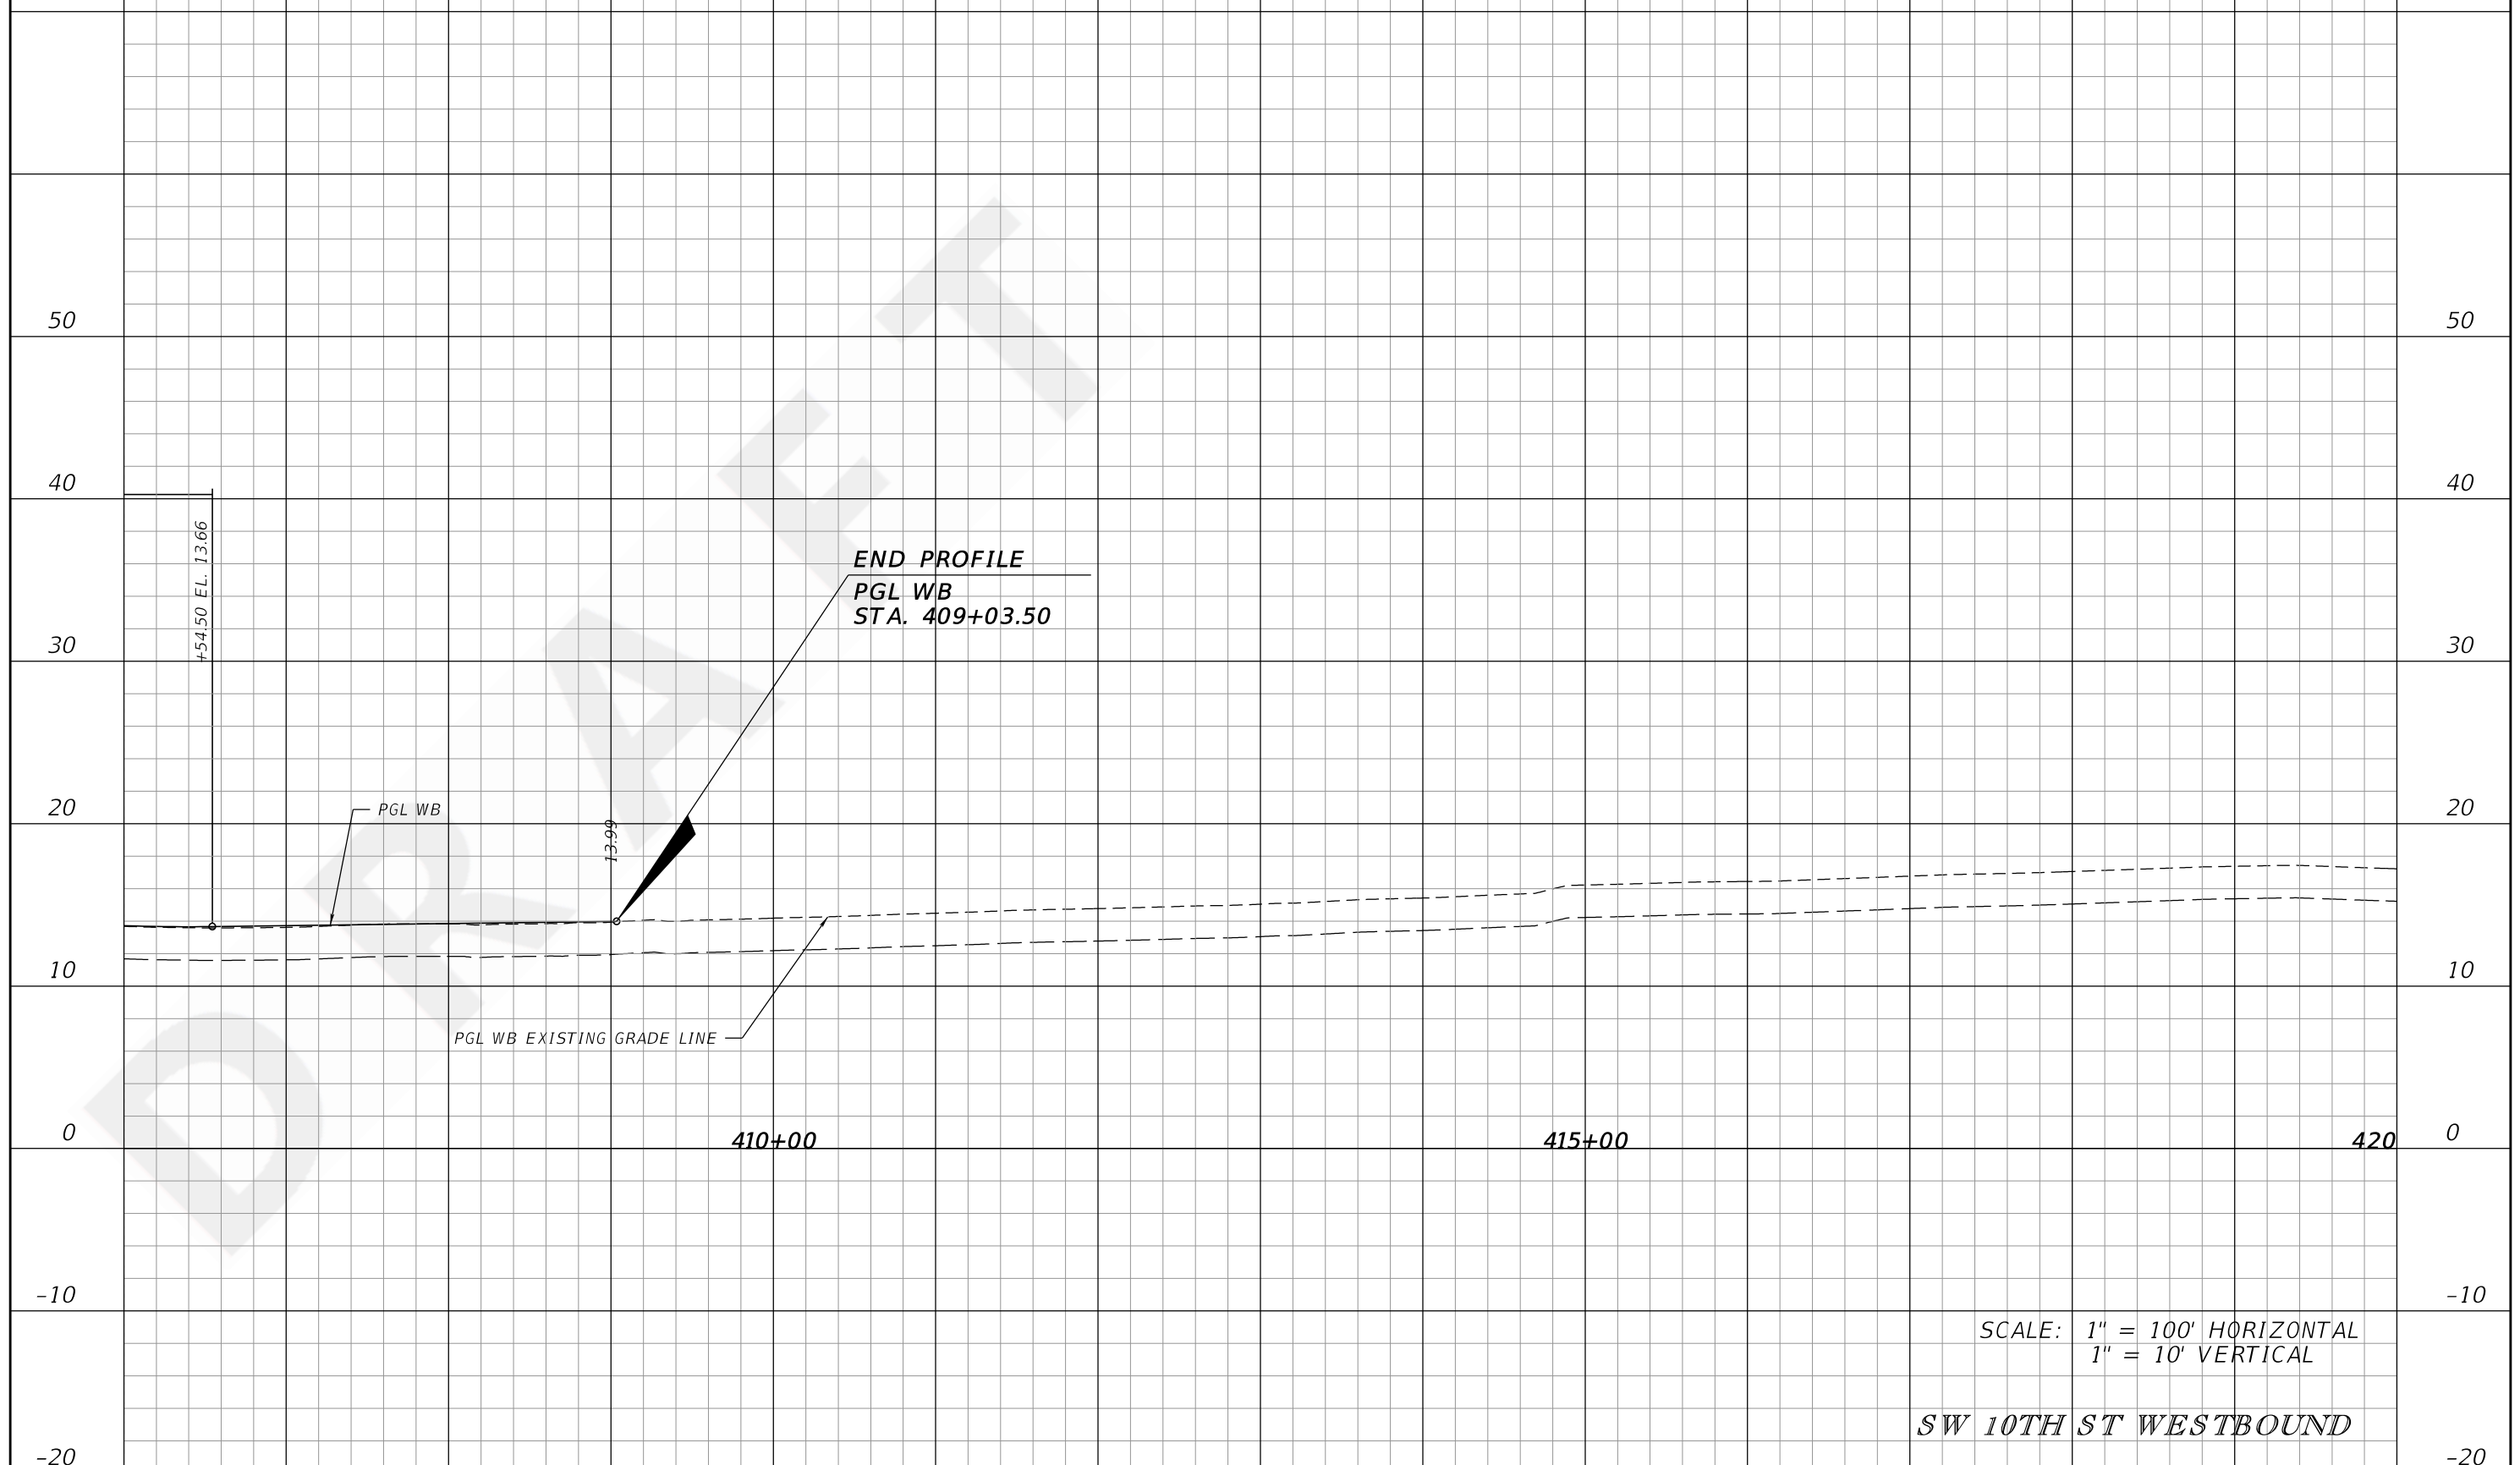 50
50
40
40
+54.50 EL. 13.66
END PROFILE
PGL WB
STA. 409+03.50
30
30
20
20
PGL WB
13.99
10
10
PGL WB EXISTING GRADE LINE
0
410+00
415+00
420
0
-10
-10
SCALE: 1" = 100' HORIZONTAL
1" = 10' VERTICAL
SW 10TH ST WESTBOUND
-20
-20
DRAFT